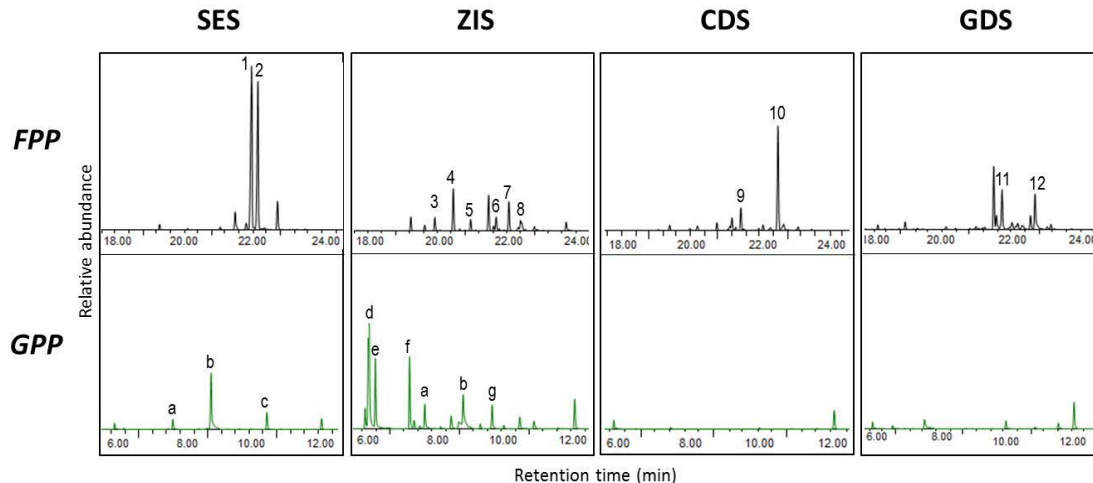 SES ZIS CDS GDS
FPP
Relative abundance
1 2
3 4 5 6 7 8
9 10
11 12
18.00 20.00 22.00 24.00
18.00 20.00 22.00 24.00
18.00 20.00 22.00 24.00
18.00 20.00 22.00 24.00
GPP
a b c
d e f a b g
6.00 8.00 10.00 12.00
6.00 8.00 10.00 12.00
6.00 8.00 10.00 12.00
6.00 8.00 10.00 12.00
Retention time (min)